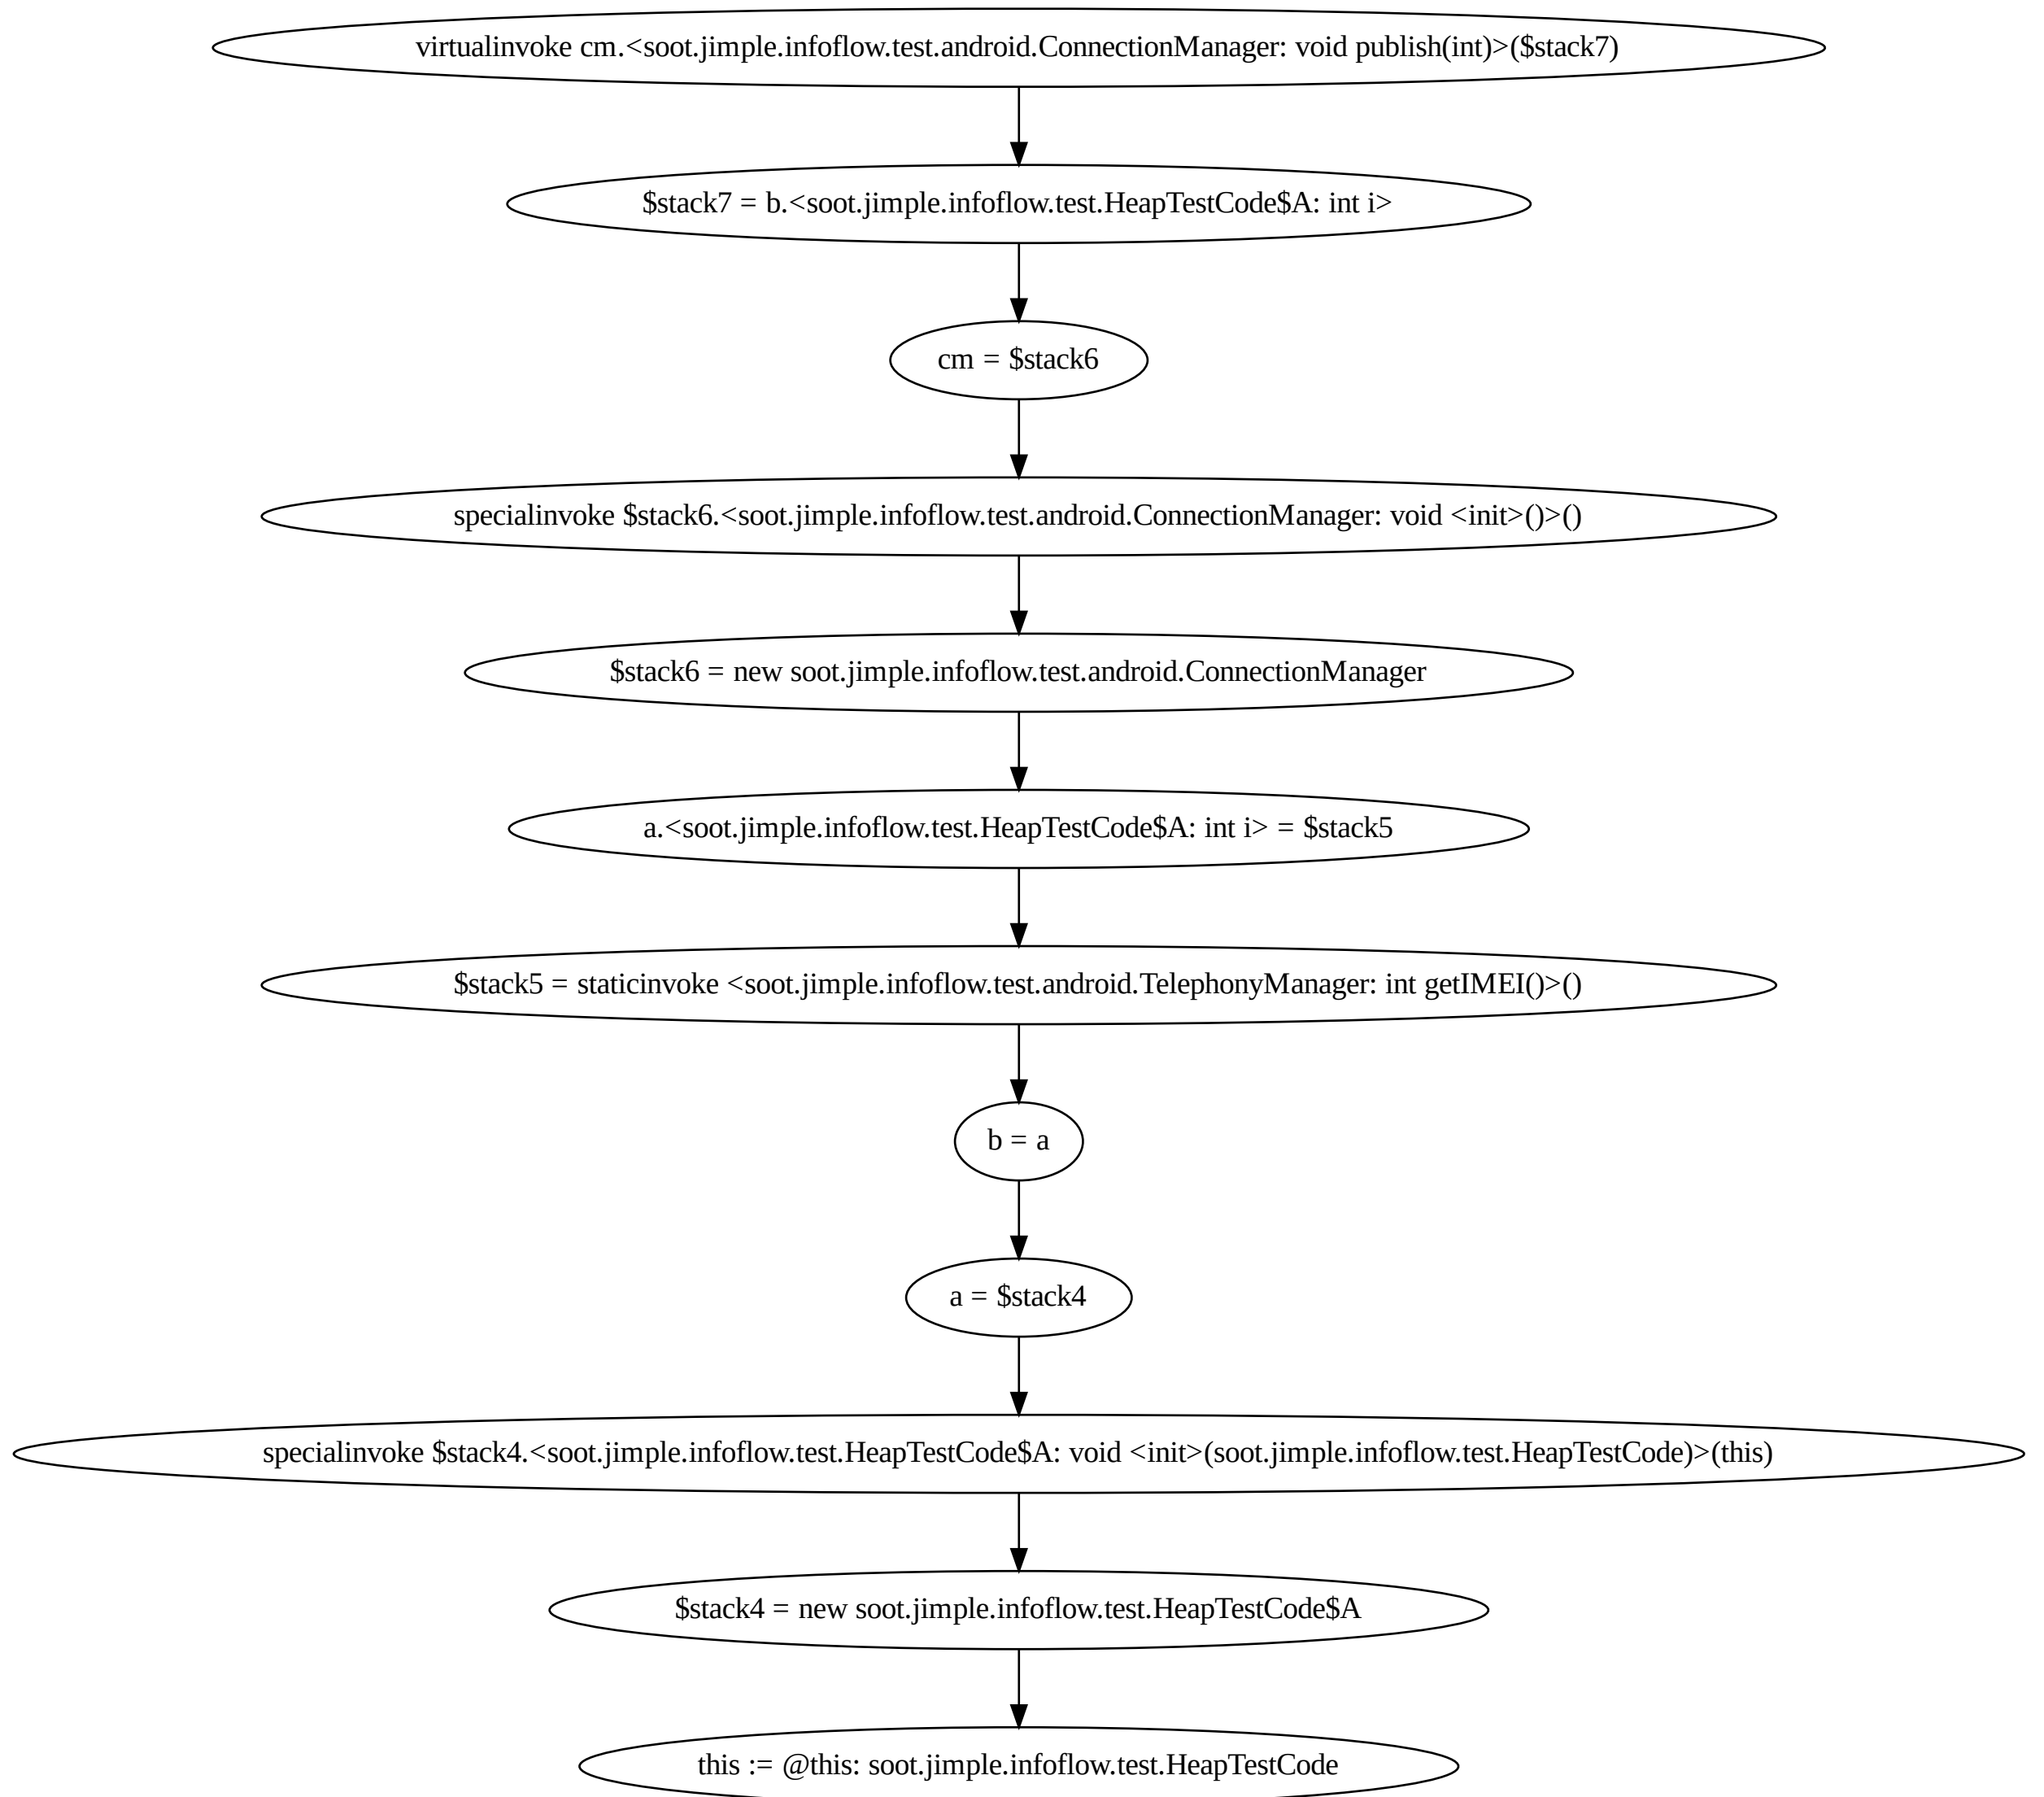 virtualinvoke cm.<soot.jimple.infoflow.test.android.ConnectionManager: void publish(int)>($stack7)
$stack7 = b.<soot.jimple.infoflow.test.HeapTestCode$A: int i>
cm = $stack6
specialinvoke $stack6.<soot.jimple.infoflow.test.android.ConnectionManager: void <init>()>()
$stack6 = new soot.jimple.infoflow.test.android.ConnectionManager
a.<soot.jimple.infoflow.test.HeapTestCode$A: int i> = $stack5
$stack5 = staticinvoke <soot.jimple.infoflow.test.android.TelephonyManager: int getIMEI()>()
b = a
a = $stack4
specialinvoke $stack4.<soot.jimple.infoflow.test.HeapTestCode$A: void <init>(soot.jimple.infoflow.test.HeapTestCode)>(this)
$stack4 = new soot.jimple.infoflow.test.HeapTestCode$A
this := @this: soot.jimple.infoflow.test.HeapTestCode